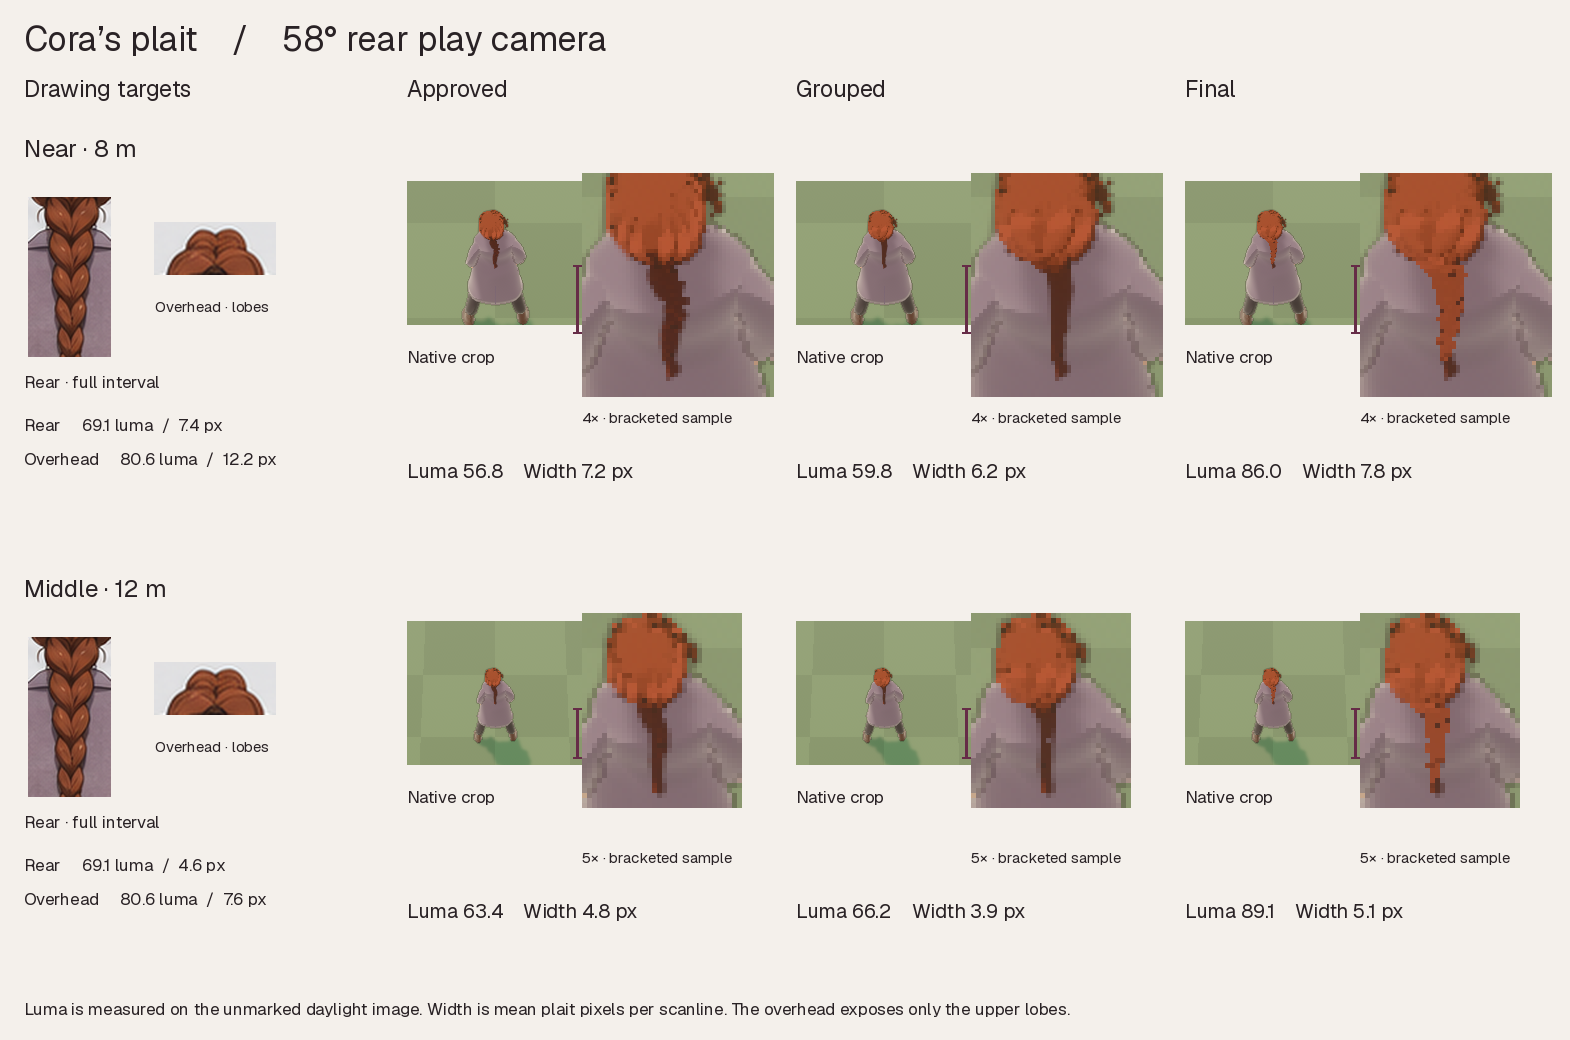 Cora’s plait / 58° rear play camera
Drawing targets
Approved
Grouped
Final
Near · 8 m
Overhead · lobes
Rear · full interval
Rear 69.1 luma / 7.4 px
Overhead 80.6 luma / 12.2 px
Native crop
4× · bracketed sample
Luma 56.8 Width 7.2 px
Native crop
4× · bracketed sample
Luma 59.8 Width 6.2 px
Native crop
4× · bracketed sample
Luma 86.0 Width 7.8 px
Middle · 12 m
Overhead · lobes
Rear · full interval
Rear 69.1 luma / 4.6 px
Overhead 80.6 luma / 7.6 px
Native crop
5× · bracketed sample
Luma 63.4 Width 4.8 px
Native crop
5× · bracketed sample
Luma 66.2 Width 3.9 px
Native crop
5× · bracketed sample
Luma 89.1 Width 5.1 px
Luma is measured on the unmarked daylight image. Width is mean plait pixels per scanline. The overhead exposes only the upper lobes.